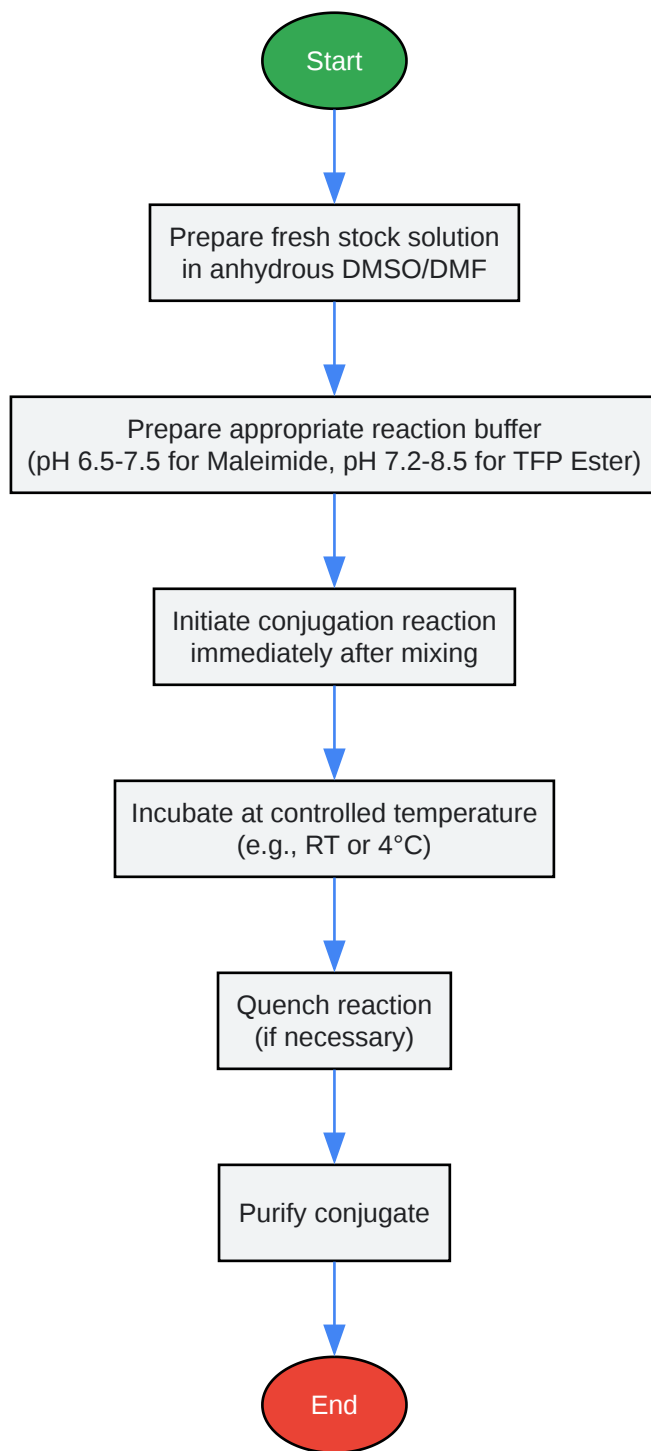 Start
Prepare fresh stock solution
in anhydrous DMSO/DMF
Prepare appropriate reaction buffer
(pH 6.5-7.5 for Maleimide, pH 7.2-8.5 for TFP Ester)
Initiate conjugation reaction
immediately after mixing
Incubate at controlled temperature
(e.g., RT or 4°C)
Quench reaction
(if necessary)
Purify conjugate
End